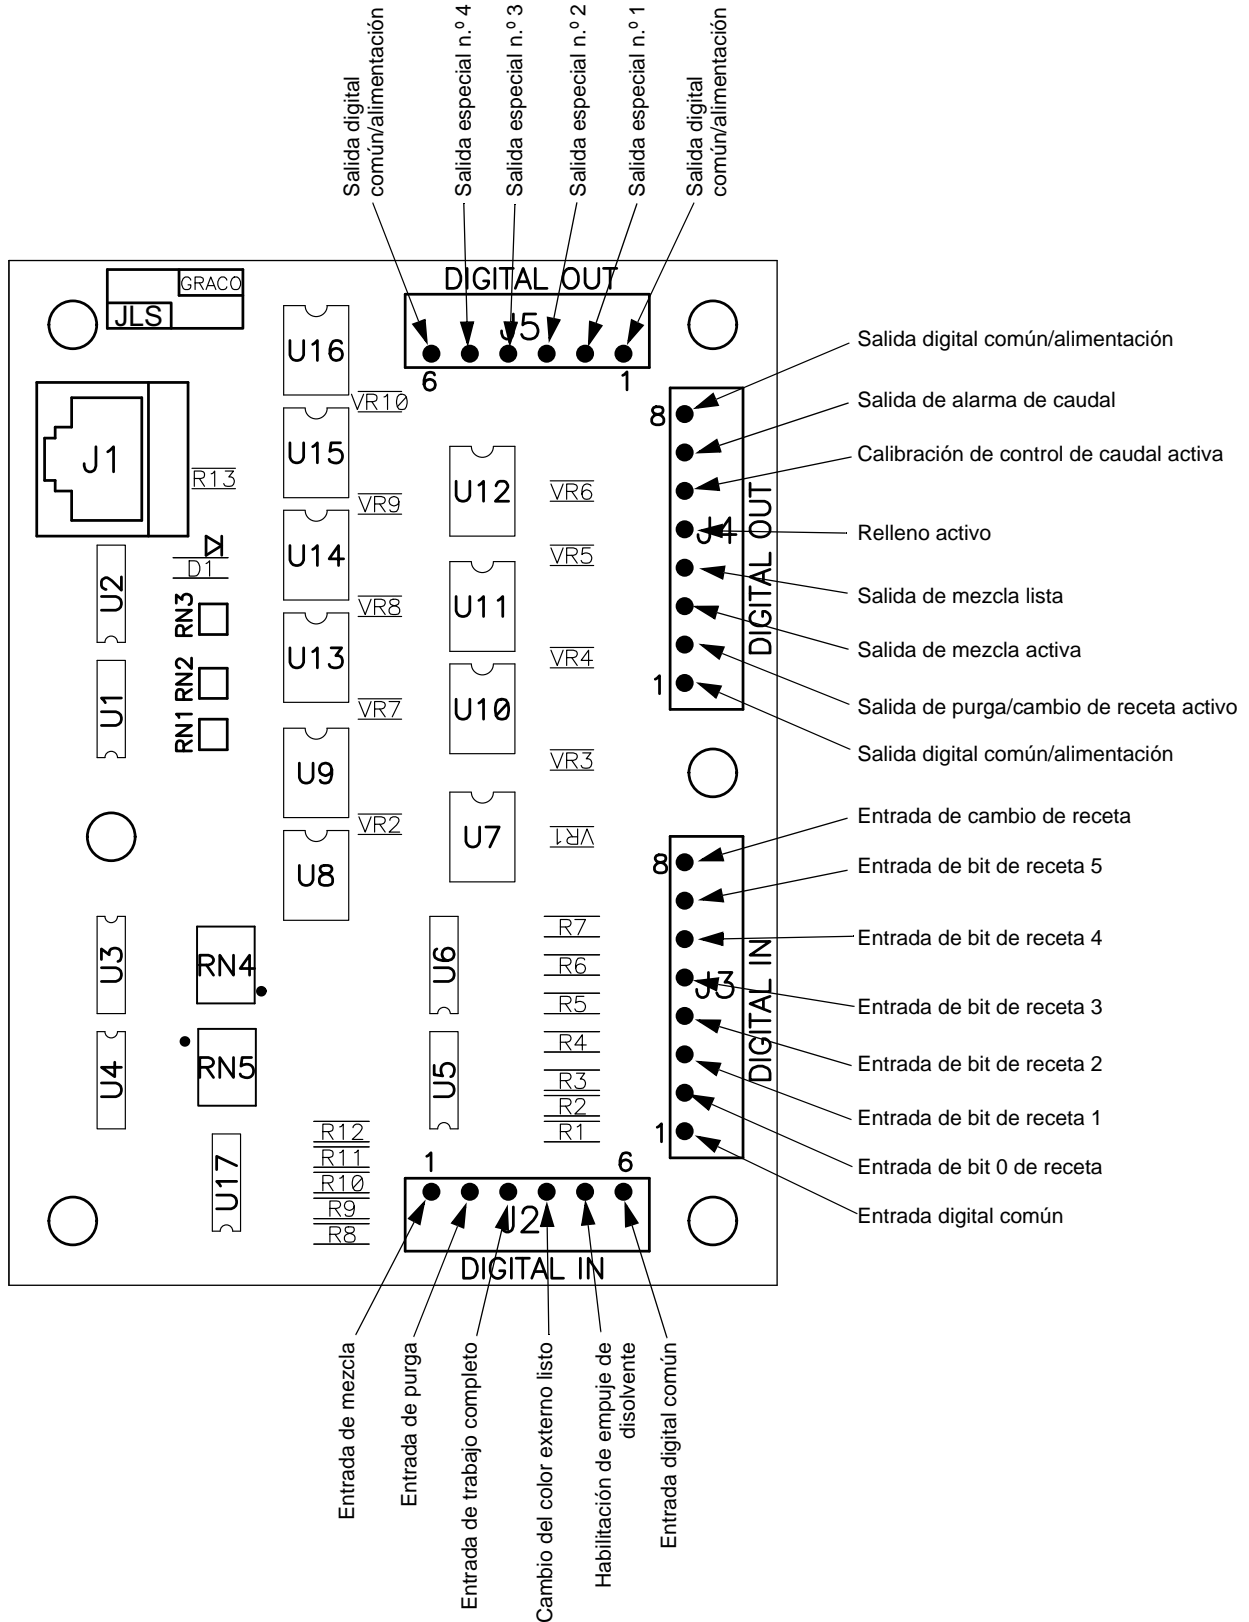 Salida digital
común/alimentación
Salida especial n.º 4
Salida especial n.º 3
Salida especial n.º 2
Salida especial n.º 1
Salida digital
común/alimentación
GRACO
JLS
DIGITAL OUT
J5
6
1
U16
VR10
J1
R13
U15
VR9
U12
VR6
U14
VR5
D1
U2
RN3
VR8
U11
U13
VR4
U1
RN2
RN1
VR7
U10
U9
VR3
VR2
U7
VR1
U8
8
J4
DIGITAL OUT
1
Salida digital común/alimentación
Salida de alarma de caudal
Calibración de control de caudal activa
Relleno activo
Salida de mezcla lista
Salida de mezcla activa
Salida de purga/cambio de receta activo
Salida digital común/alimentación
U3
RN4
U6
R7
R6
R5
U4
RN5
U5
R4
R3
R2
R1
R12
R11
R10
R9
R8
U17
8
J3
DIGITAL IN
1
Entrada de cambio de receta
Entrada de bit de receta 5
Entrada de bit de receta 4
Entrada de bit de receta 3
Entrada de bit de receta 2
Entrada de bit de receta 1
Entrada de bit 0 de receta
Entrada digital común
1
6
J2
DIGITAL IN
Entrada de mezcla
Entrada de purga
Entrada de trabajo completo
Cambio del color externo listo
Habilitación de empuje de
disolvente
Entrada digital común